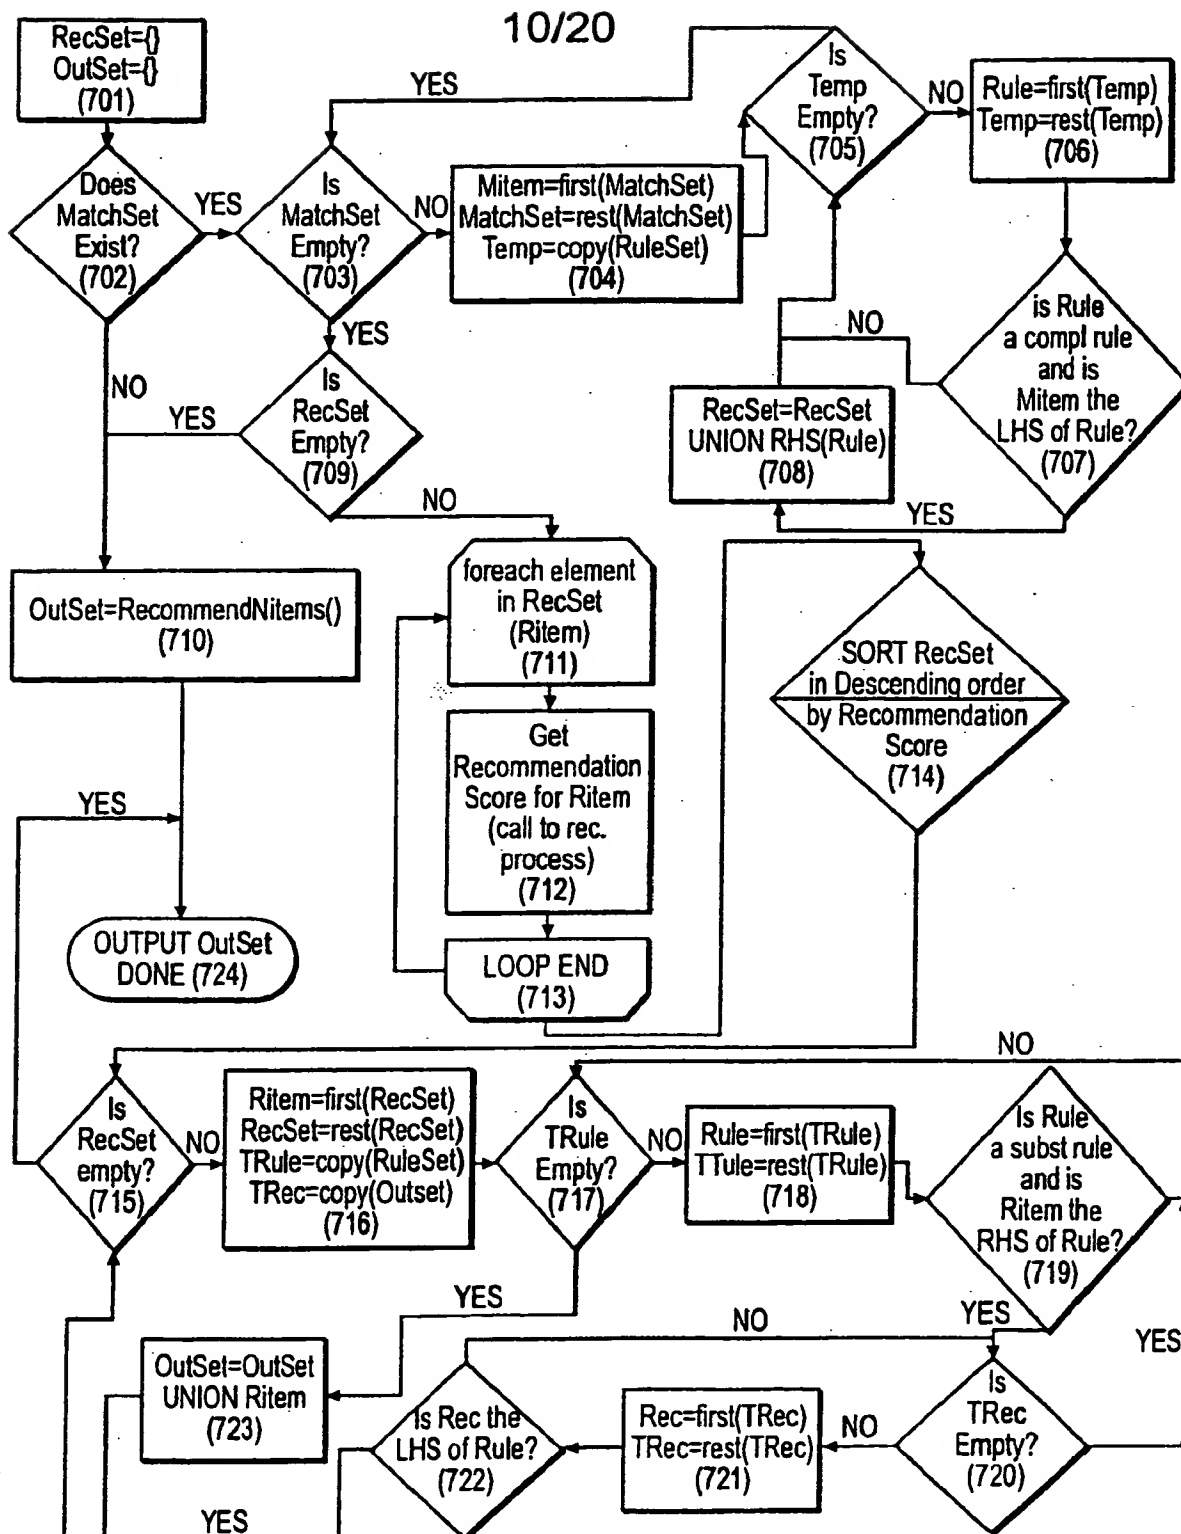 10/20
RecSet={}
OutSet={}
(701)
Does
MatchSet
Exist?
(702)
YES
NO
Is
MatchSet
Empty?
(703)
YES
NO
YES
Mitem=first(MatchSet)
MatchSet=rest(MatchSet)
Temp=copy(RuleSet)
(704)
Is
Temp
Empty?
(705)
NO
Rule=first(Temp)
Temp=rest(Temp)
(706)
is Rule
a compl rule
and is
Mitem the
LHS of Rule?
(707)
NO
YES
RecSet=RecSet
UNION RHS(Rule)
(708)
Is
RecSet
Empty?
(709)
YES
NO
OutSet=RecommendNitems()
(710)
foreach element
in RecSet
(Ritem)
(711)
Get
Recommendation
Score for Ritem
(call to rec.
process)
(712)
LOOP END
(713)
SORT RecSet
in Descending order
by Recommendation
Score
(714)
YES
OUTPUT OutSet
DONE (724)
Is
RecSet
empty?
(715)
NO
Ritem=first(RecSet)
RecSet=rest(RecSet)
TRule=copy(RuleSet)
TRec=copy(Outset)
(716)
Is
TRule
Empty?
(717)
NO
YES
Rule=first(TRule)
TTule=rest(TRule)
(718)
NO
Is Rule
a subst rule
and is
Ritem the
RHS of Rule?
(719)
YES
YES
Is
TRec
Empty?
(720)
NO
Rec=first(TRec)
TRec=rest(TRec)
(721)
NO
Is Rec the
LHS of Rule?
(722)
YES
OutSet=OutSet
UNION Ritem
(723)